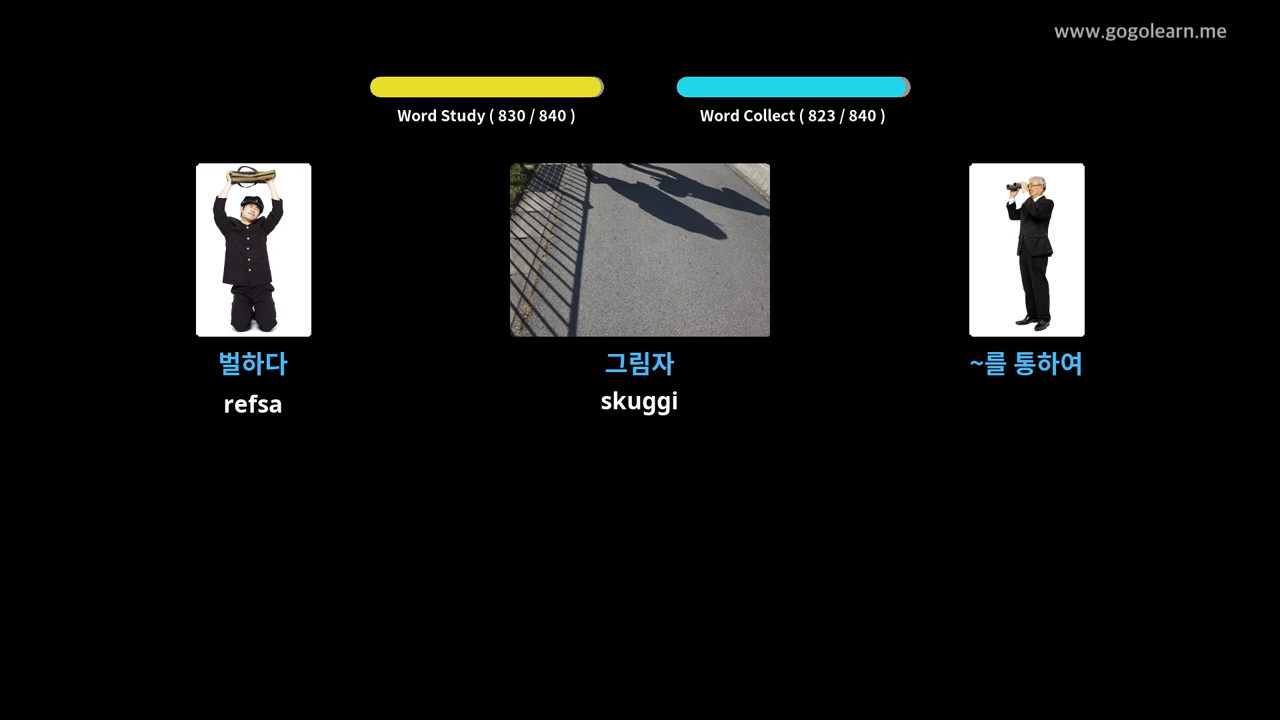 www.gogolearn.me
Word Study ( 830 / 840 )
Word Collect ( 823 / 840 )
벌하다
그림자
~를 통하여
refsa
skuggi